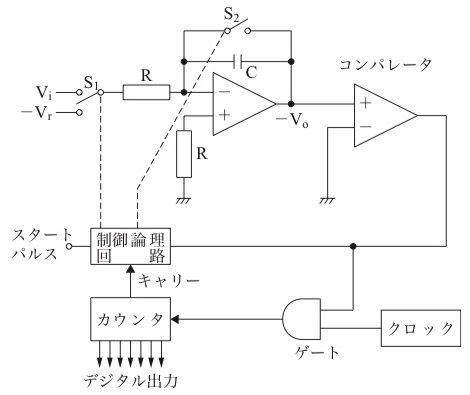 S₂
C
コンパレータ
Vi
S₁
R
−Vr
−
+
−Vo
+
−
R
スタート
パルス
制御論理
回　　路
キャリー
カウンタ
ゲート
クロック
デジタル出力